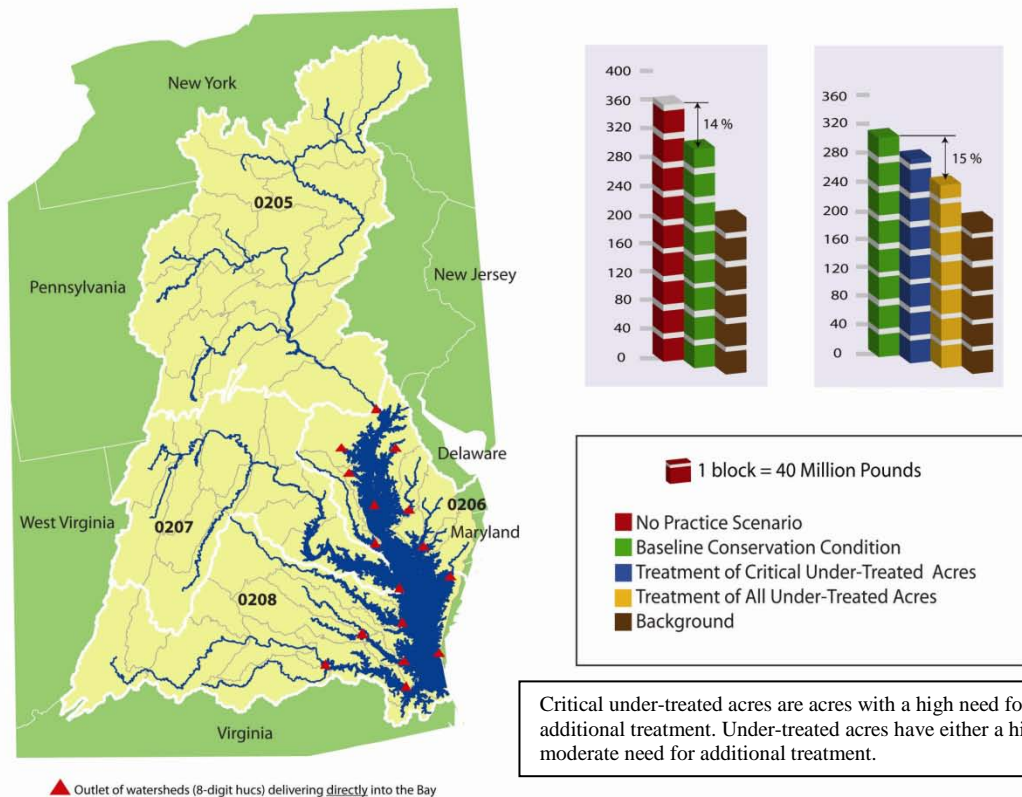 New York
0205
Pennsylvania
New Jersey
Delaware
0206
Maryland
West Virginia
0207
0208
Virginia
Outlet of watersheds (8-digit hucs) delivering directly into the Bay
400
360
320
280
240
200
160
120
80
40
0
14 %
360
320
280
240
200
160
120
80
40
0
15 %
1 block = 40 Million Pounds
No Practice Scenario
Baseline Conservation Condition
Treatment of Critical Under-Treated Acres
Treatment of All Under-Treated Acres
Background
Critical under-treated acres are acres with a high need fo
additional treatment. Under-treated acres have either a hi
moderate need for additional treatment.